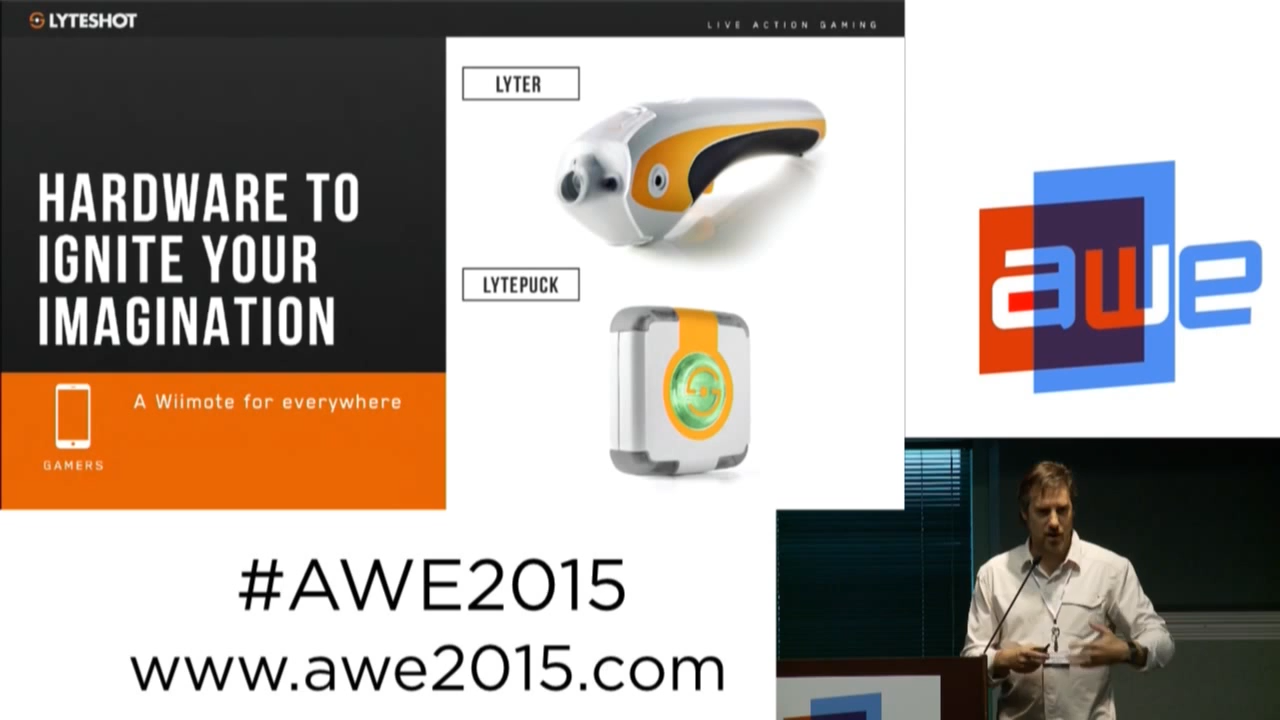 LYTESHOT
LIVE ACTION GAMING
HARDWARE TO
IGNITE YOUR
IMAGINATION
A Wiimote for everywhere
GAMERS
LYTER
LYTEPUCK
awe
#AWE2015
www.awe2015.com